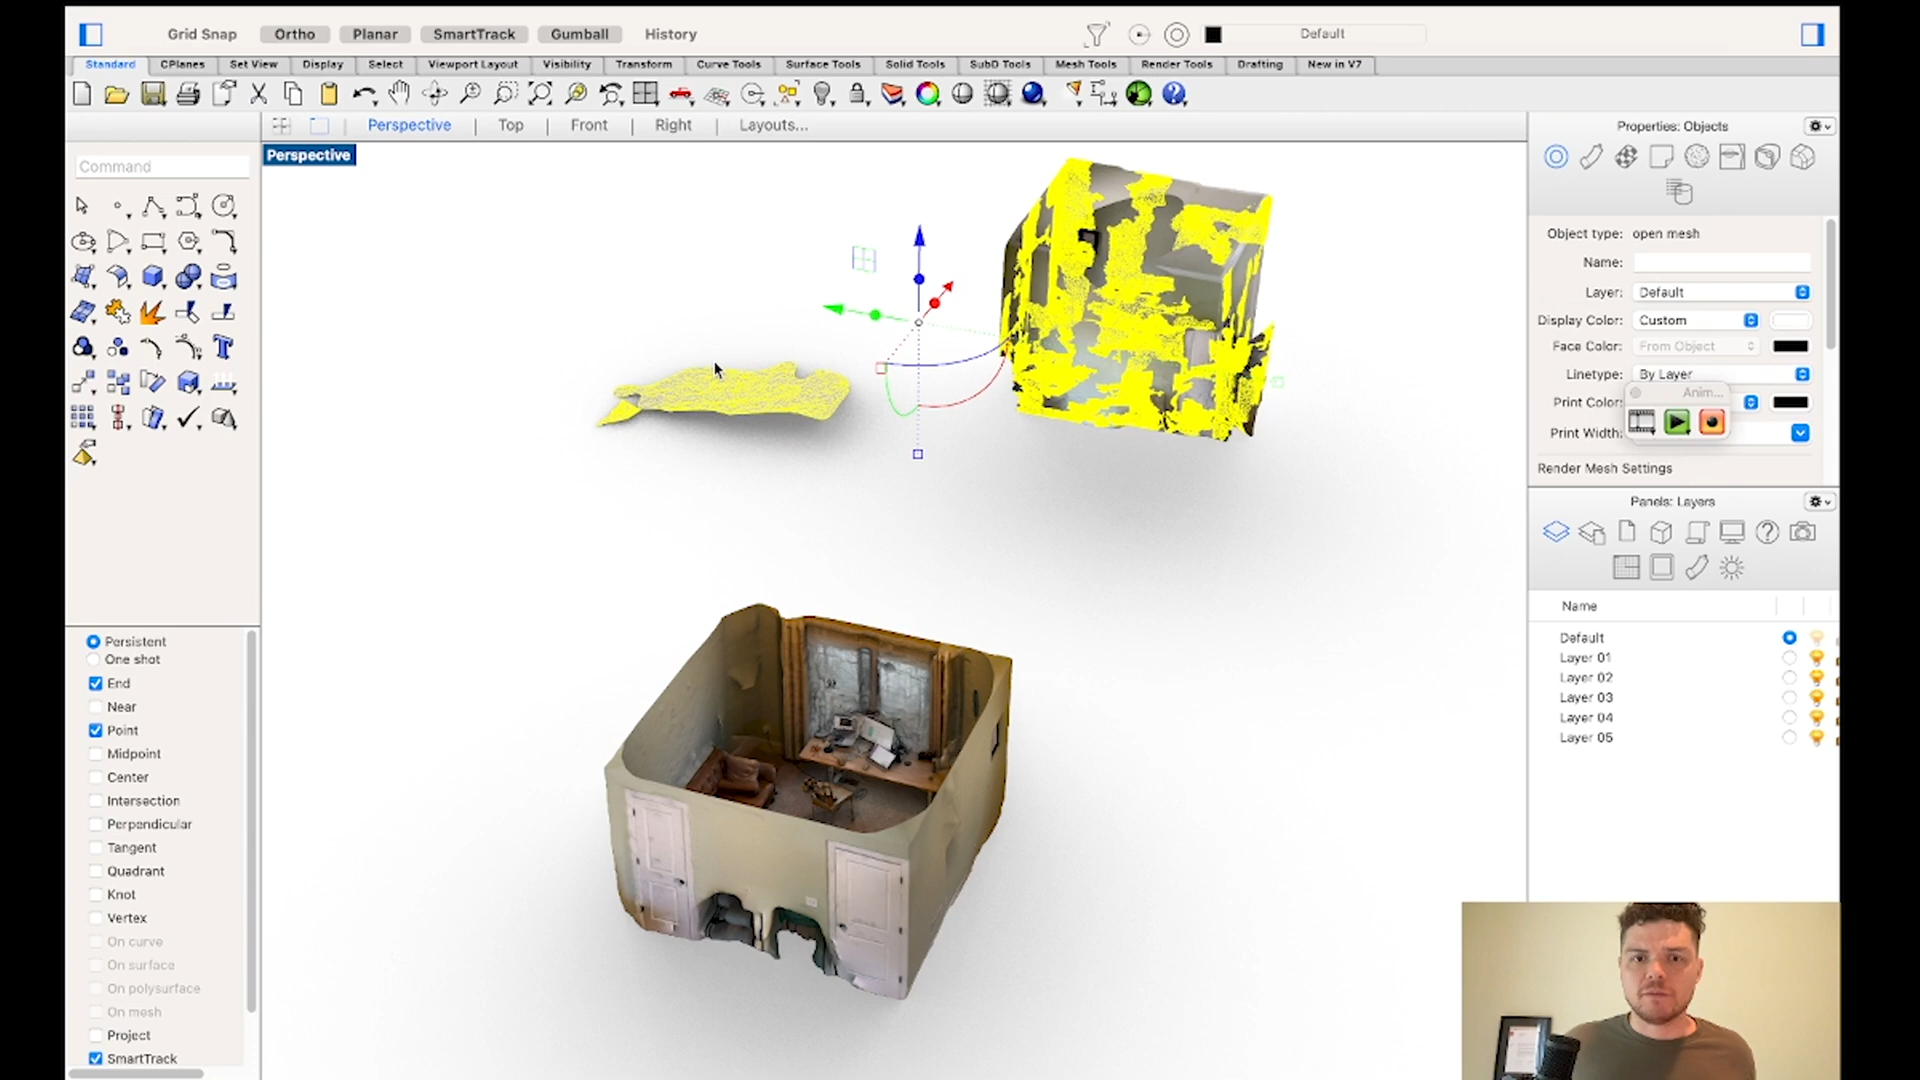 Grid Snap Ortho Planar SmartTrack Gumball History Default
Standard CPlanes Set View Display Select Viewport Layout Visibility Transform Curve Tools Surface Tools Solid Tools SubD Tools Mesh Tools Render Tools Drafting New in V7
Perspective Top Front Right Layouts...
Perspective
Command
Persistent
One shot
End
Near
Point
Midpoint
Center
Intersection
Perpendicular
Tangent
Quadrant
Knot
Vertex
On curve
On surface
On polysurface
On mesh
Project
SmartTrack
Properties: Objects
Object type: open mesh
Name:
Layer: Default
Display Color: Custom
Face Color: From Object
Linetype: By Layer
Anim...
Print Color:
Print Width:
Render Mesh Settings
Panels: Layers
Name
Default
Layer 01
Layer 02
Layer 03
Layer 04
Layer 05